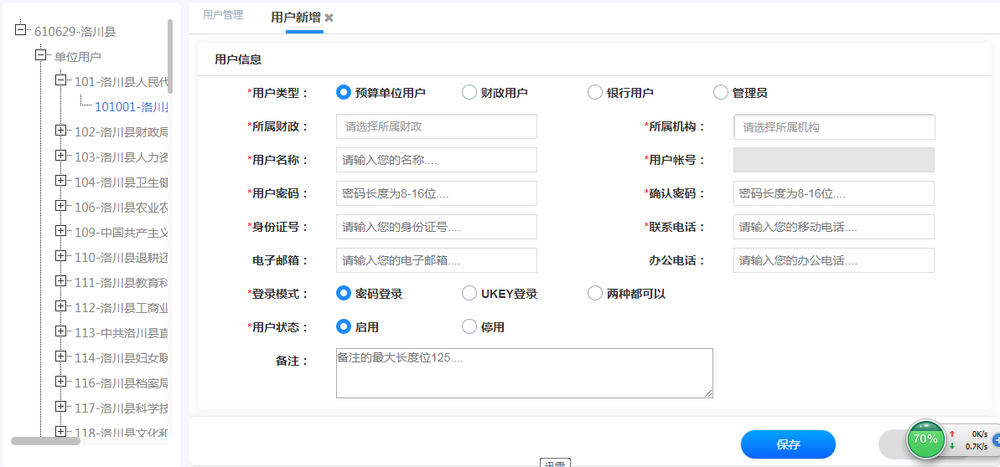 用户管理
用户新增
610629-洛川县
单位用户
101-洛川县人民代
101001-洛川
102-洛川县财政局
103-洛川县人力资
104-洛川县卫生健
106-洛川县农业农
109-中国共产主义
110-洛川县退耕还
111-洛川县教育科
112-洛川县工商业
113-中共洛川县直
114-洛川县妇女联
116-洛川县档案局
117-洛川县科学技
118-洛川县文化和
用户信息
*用户类型： 预算单位用户 财政用户 银行用户 管理员
*所属财政： 请选择所属财政 *所属机构： 请选择所属机构
*用户名称： 请输入您的名称.... *用户帐号：
*用户密码： 密码长度为8-16位.... *确认密码： 密码长度为8-16位....
*身份证号： 请输入您的身份证号.... *联系电话： 请输入您的移动电话....
电子邮箱： 请输入您的电子邮箱.... 办公电话： 请输入您的办公电话....
*登录模式： 密码登录 UKEY登录 两种都可以
*用户状态： 启用 停用
备注： 备注的最大长度位125....
保存
70%
0K/s
0.7K/s